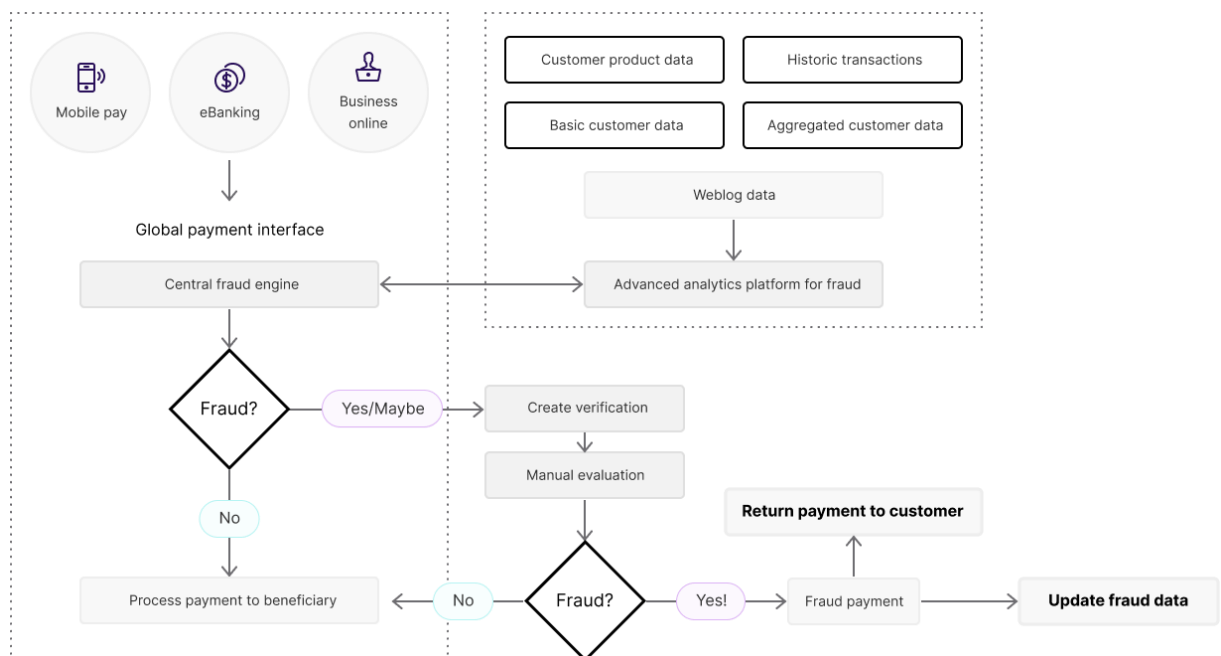 Mobile pay
eBanking
Business
online
Global payment interface
Central fraud engine
Fraud?
Yes/Maybe
No
Process payment to beneficiary
Customer product data
Historic transactions
Basic customer data
Aggregated customer data
Weblog data
Advanced analytics platform for fraud
Create verification
Manual evaluation
Fraud?
No
Yes!
Fraud payment
Return payment to customer
Update fraud data